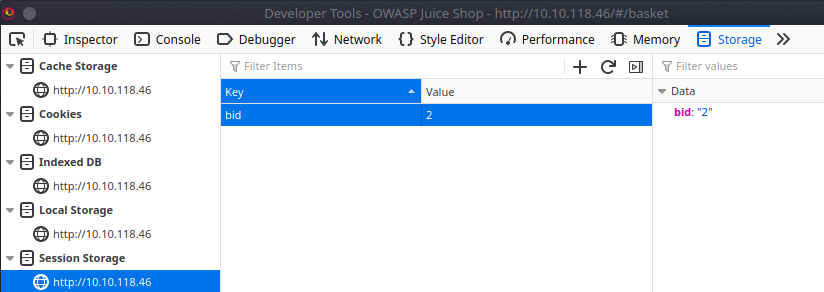 Developer Tools - OWASP Juice Shop - http://10.10.118.46/#/basket
Inspector Console Debugger Network Style Editor Performance Memory Storage
Cache Storage
http://10.10.118.46
Cookies
http://10.10.118.46
Indexed DB
http://10.10.118.46
Local Storage
http://10.10.118.46
Session Storage
http://10.10.118.46
Filter Items
Key Value
bid 2
Filter values
Data
bid: "2"